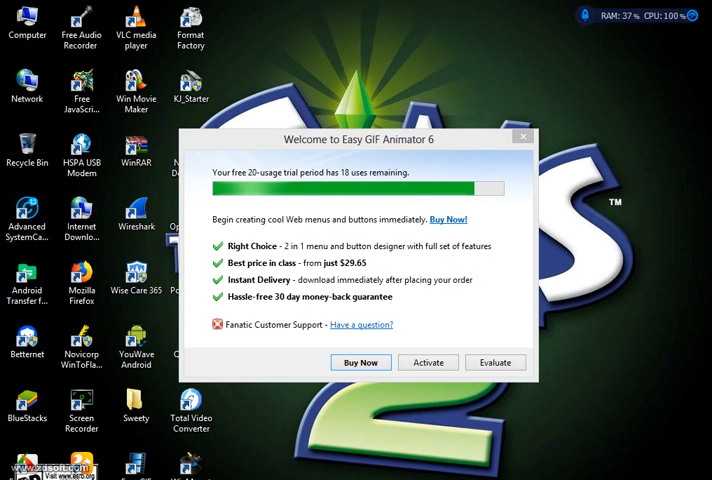 RAM: 37 % CPU: 100 %
Computer
Free Audio
Recorder
VLC media
player
Format
Factory
Network
Free
JavaScri...
Win Movie
Maker
KJ_Starter
Recycle Bin
HSPA USB
Modem
WinRAR
Advanced
SystemCa...
Internet
Downlo...
Wireshark
Android
Transfer f...
Mozilla
Firefox
Wise Care 365
Betternet
Novicorp
WinToFla...
YouWave
Android
BlueStacks
Screen
Recorder
Sweety
Total Video
Converter
Welcome to Easy GIF Animator 6
Your free 20-usage trial period has 18 uses remaining.
Begin creating cool Web menus and buttons immediately. Buy Now!
Right Choice - 2 in 1 menu and button designer with full set of features
Best price in class - from just $29.65
Instant Delivery - download immediately after placing your order
Hassle-free 30 day money-back guarantee
Fanatic Customer Support - Have a question?
Buy Now
Activate
Evaluate
TM
2
www.zdsoft.com